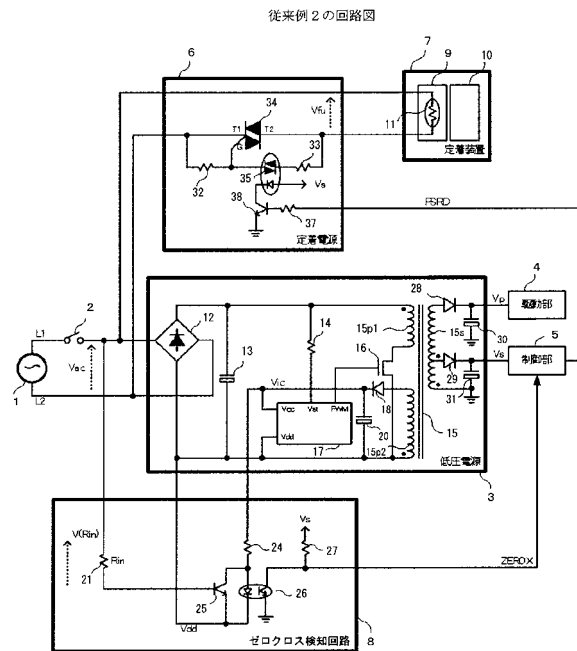 従来例2の回路図
6
7
9
10
34
Vfu
T1
T2
G
11
定着装置
32
35
33
Vs
38
37
FSRD
定着電源
2
12
28
Vp
4
駆動部
L1
14
15p1
15s
30
13
16
5
Vac
Vs
制御部
1
L2
Vic
18
29
31
Vcc
Vst
PWM
20
15
Vdd
17
15p2
低圧電源
3
Vs
V(Rin)
24
27
Rin
ZEROX
21
25
26
Vdd
ゼロクロス検知回路
8